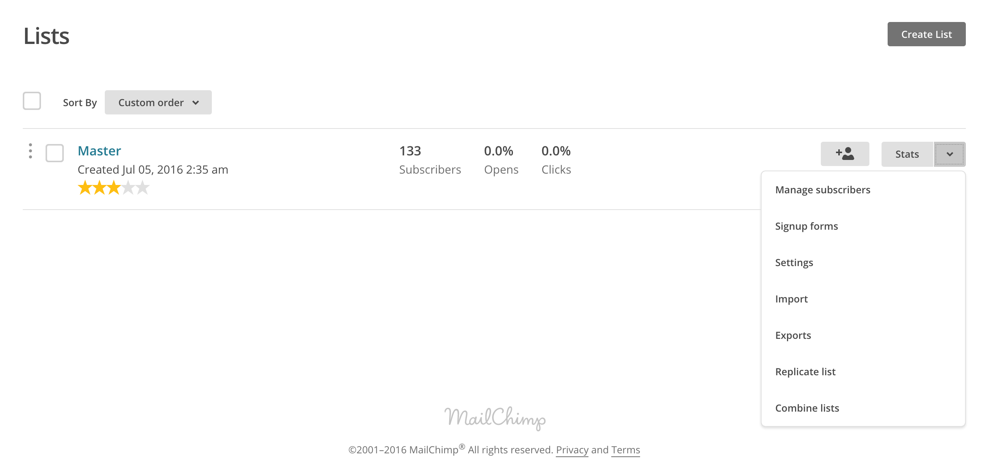 Lists
Create List
Sort By Custom order
Master
Created Jul 05, 2016 2:35 am
133 0.0% 0.0%
Subscribers Opens Clicks
Stats
Manage subscribers
Signup forms
Settings
Import
Exports
Replicate list
Combine lists
MailChimp
©2001–2016 MailChimp® All rights reserved. Privacy and Terms